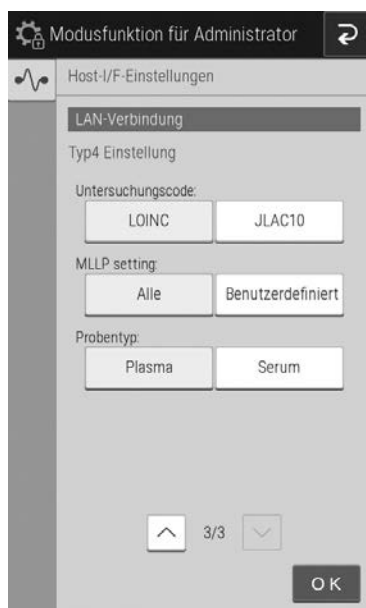 Modusfunktion für Administrator
Host-I/F-Einstellungen
LAN-Verbindung
Typ4 Einstellung
Untersuchungscode:
LOINC JLAC10
MLLP setting:
Alle Benutzerdefiniert
Probentyp:
Plasma Serum
3/3
OK